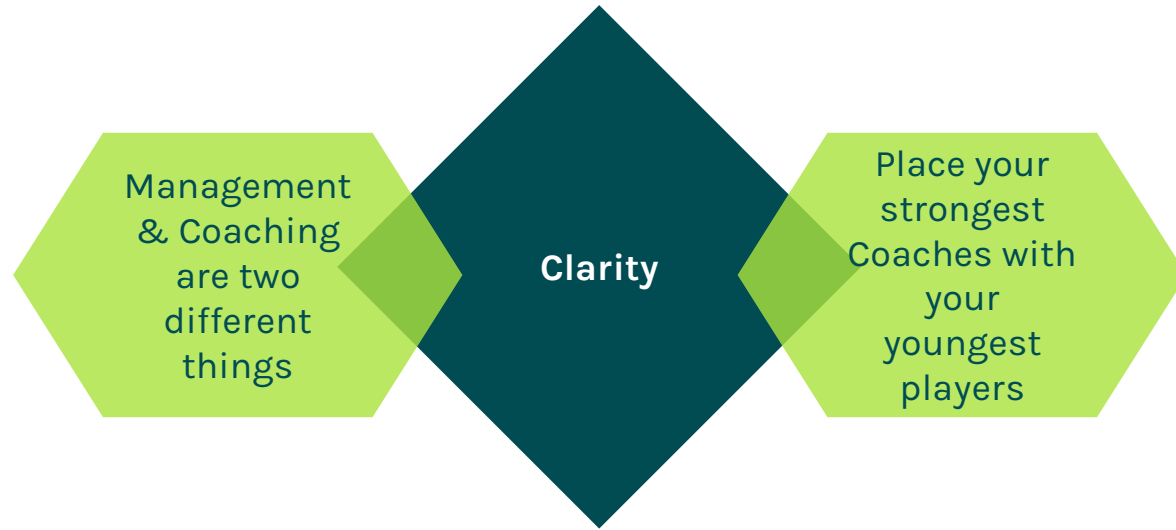 Management
& Coaching
are two
different
things
Clarity
Place your
strongest
Coaches with
your
youngest
players